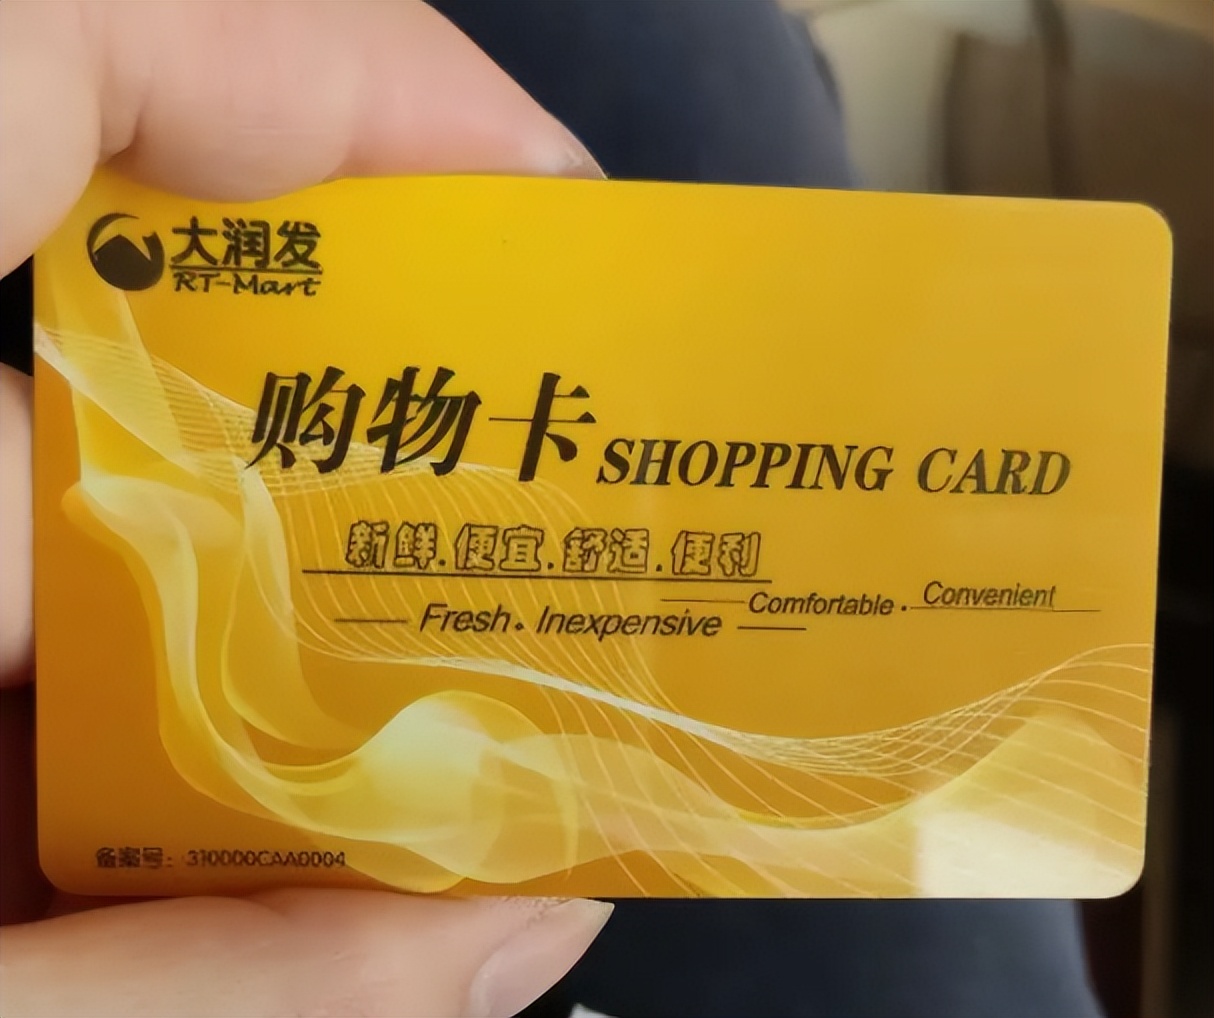 大润发
RT-Mart
购物卡 SHOPPING CARD
新鲜.便宜.舒适.便利
Fresh. Inexpensive
Comfortable . Convenient
备案号: 310000CAA0004